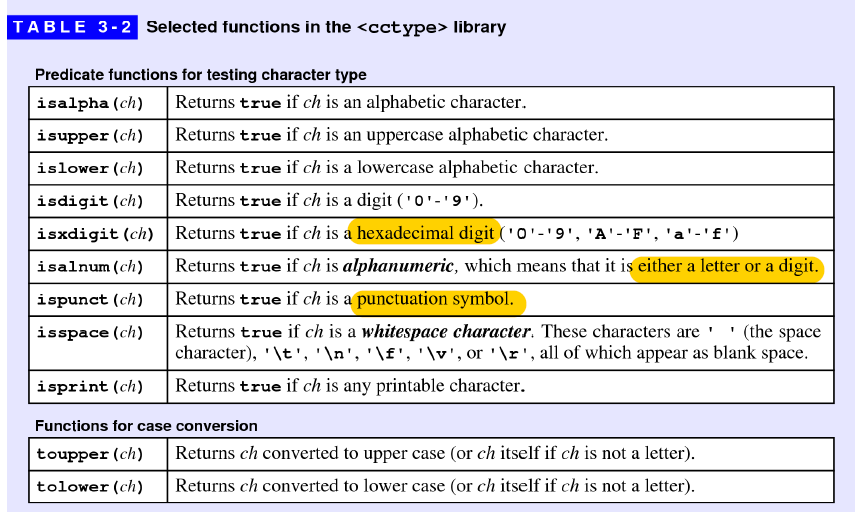 TABLE 3-2 Selected functions in the <cctype> library
Predicate functions for testing character type
isalpha(ch) Returns true if ch is an alphabetic character.
isupper(ch) Returns true if ch is an uppercase alphabetic character.
islower(ch) Returns true if ch is a lowercase alphabetic character.
isdigit(ch) Returns true if ch is a digit ('0'-'9').
isxdigit(ch) Returns true if ch is a hexadecimal digit ('0'-'9', 'A'-'F', 'a'-'f')
isalnum(ch) Returns true if ch is alphanumeric, which means that it is either a letter or a digit.
ispunct(ch) Returns true if ch is a punctuation symbol.
isspace(ch) Returns true if ch is a whitespace character. These characters are ' ' (the space
character), '\t', '\n', '\f', '\v', or '\r', all of which appear as blank space.
isprint(ch) Returns true if ch is any printable character.
Functions for case conversion
toupper(ch) Returns ch converted to upper case (or ch itself if ch is not a letter).
tolower(ch) Returns ch converted to lower case (or ch itself if ch is not a letter).